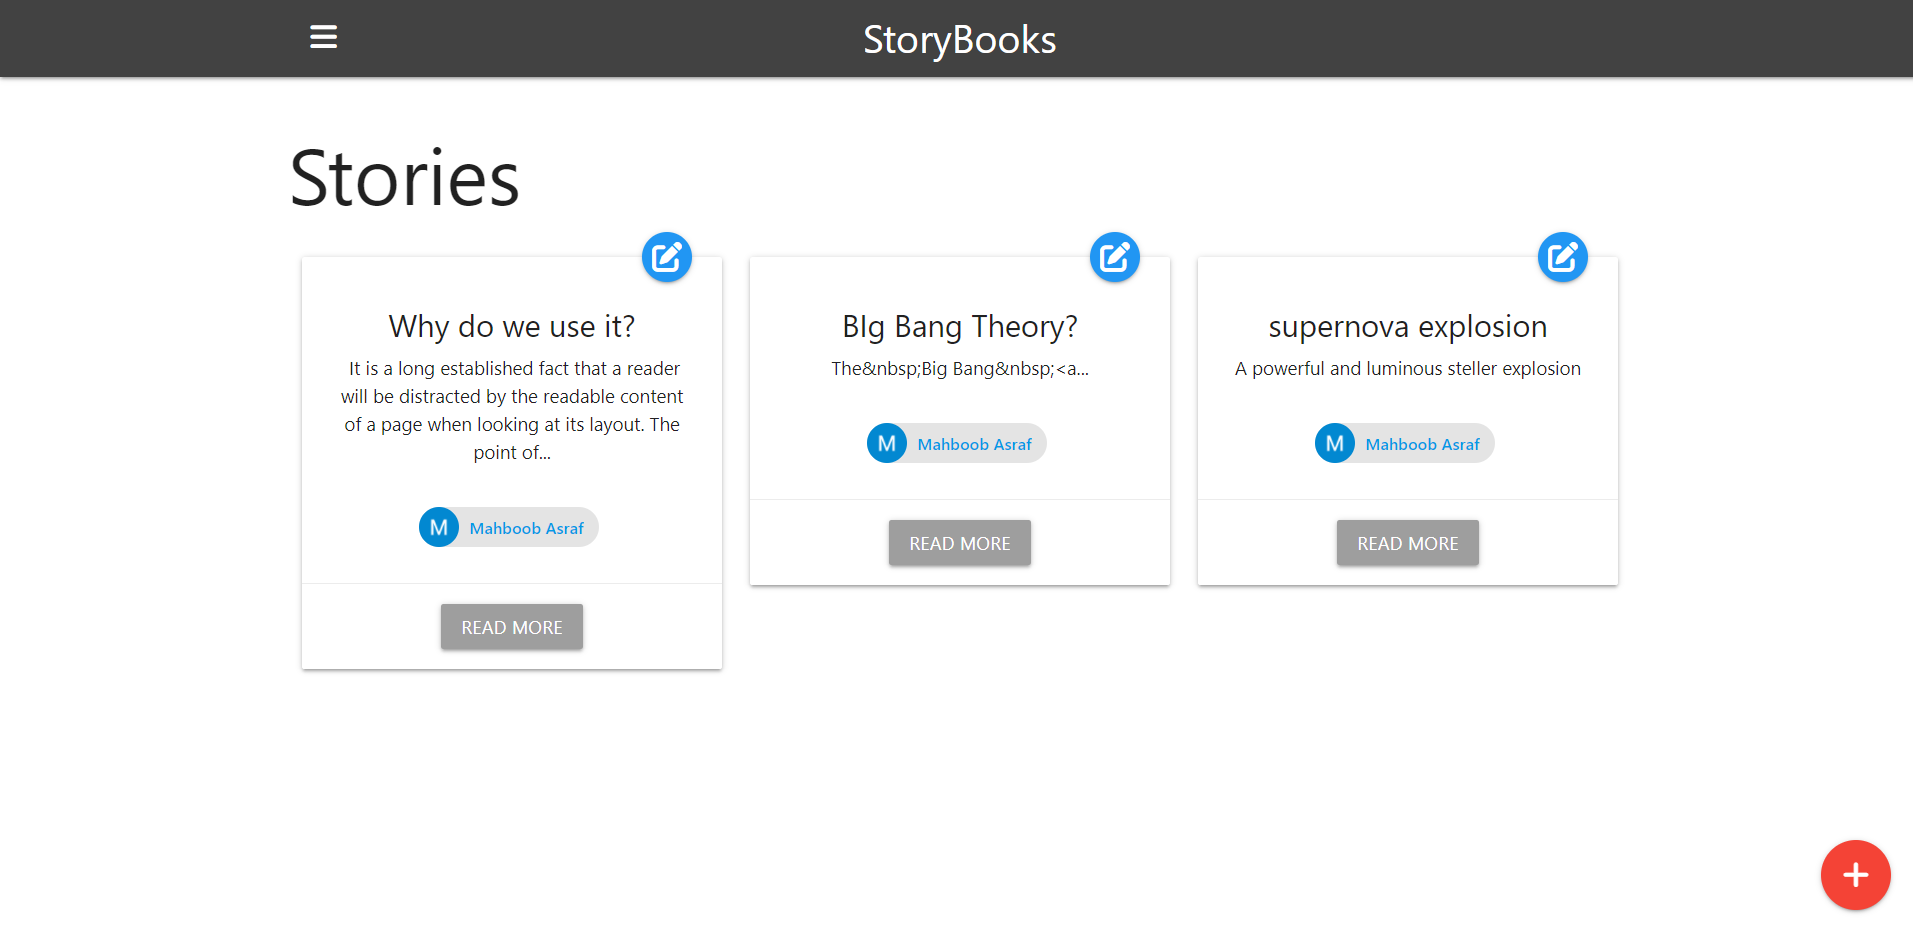 StoryBooks
Stories
Why do we use it?
It is a long established fact that a reader
will be distracted by the readable content
of a page when looking at its layout. The
point of...
M Mahboob Asraf
READ MORE
BIg Bang Theory?
The&nbsp;Big Bang&nbsp;<a...
M Mahboob Asraf
READ MORE
supernova explosion
A powerful and luminous steller explosion
M Mahboob Asraf
READ MORE